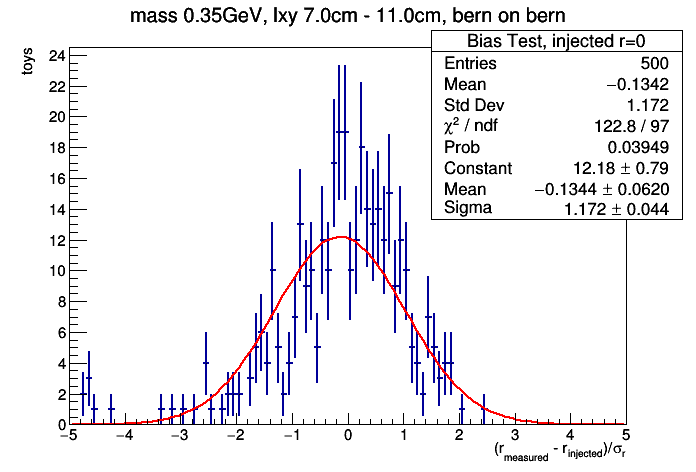 mass 0.35GeV, lxy 7.0cm - 11.0cm, bern on bern
toys
Bias Test, injected r=0
Entries 500
Mean −0.1342
Std Dev 1.172
χ² / ndf 122.8 / 97
Prob 0.03949
Constant 12.18 ± 0.79
Mean −0.1344 ± 0.0620
Sigma 1.172 ± 0.044
24
22
20
18
16
14
12
10
8
6
4
2
0
−5 −4 −3 −2 −1 0 1 2 3 4 5
(r_measured - r_injected)/σ_r